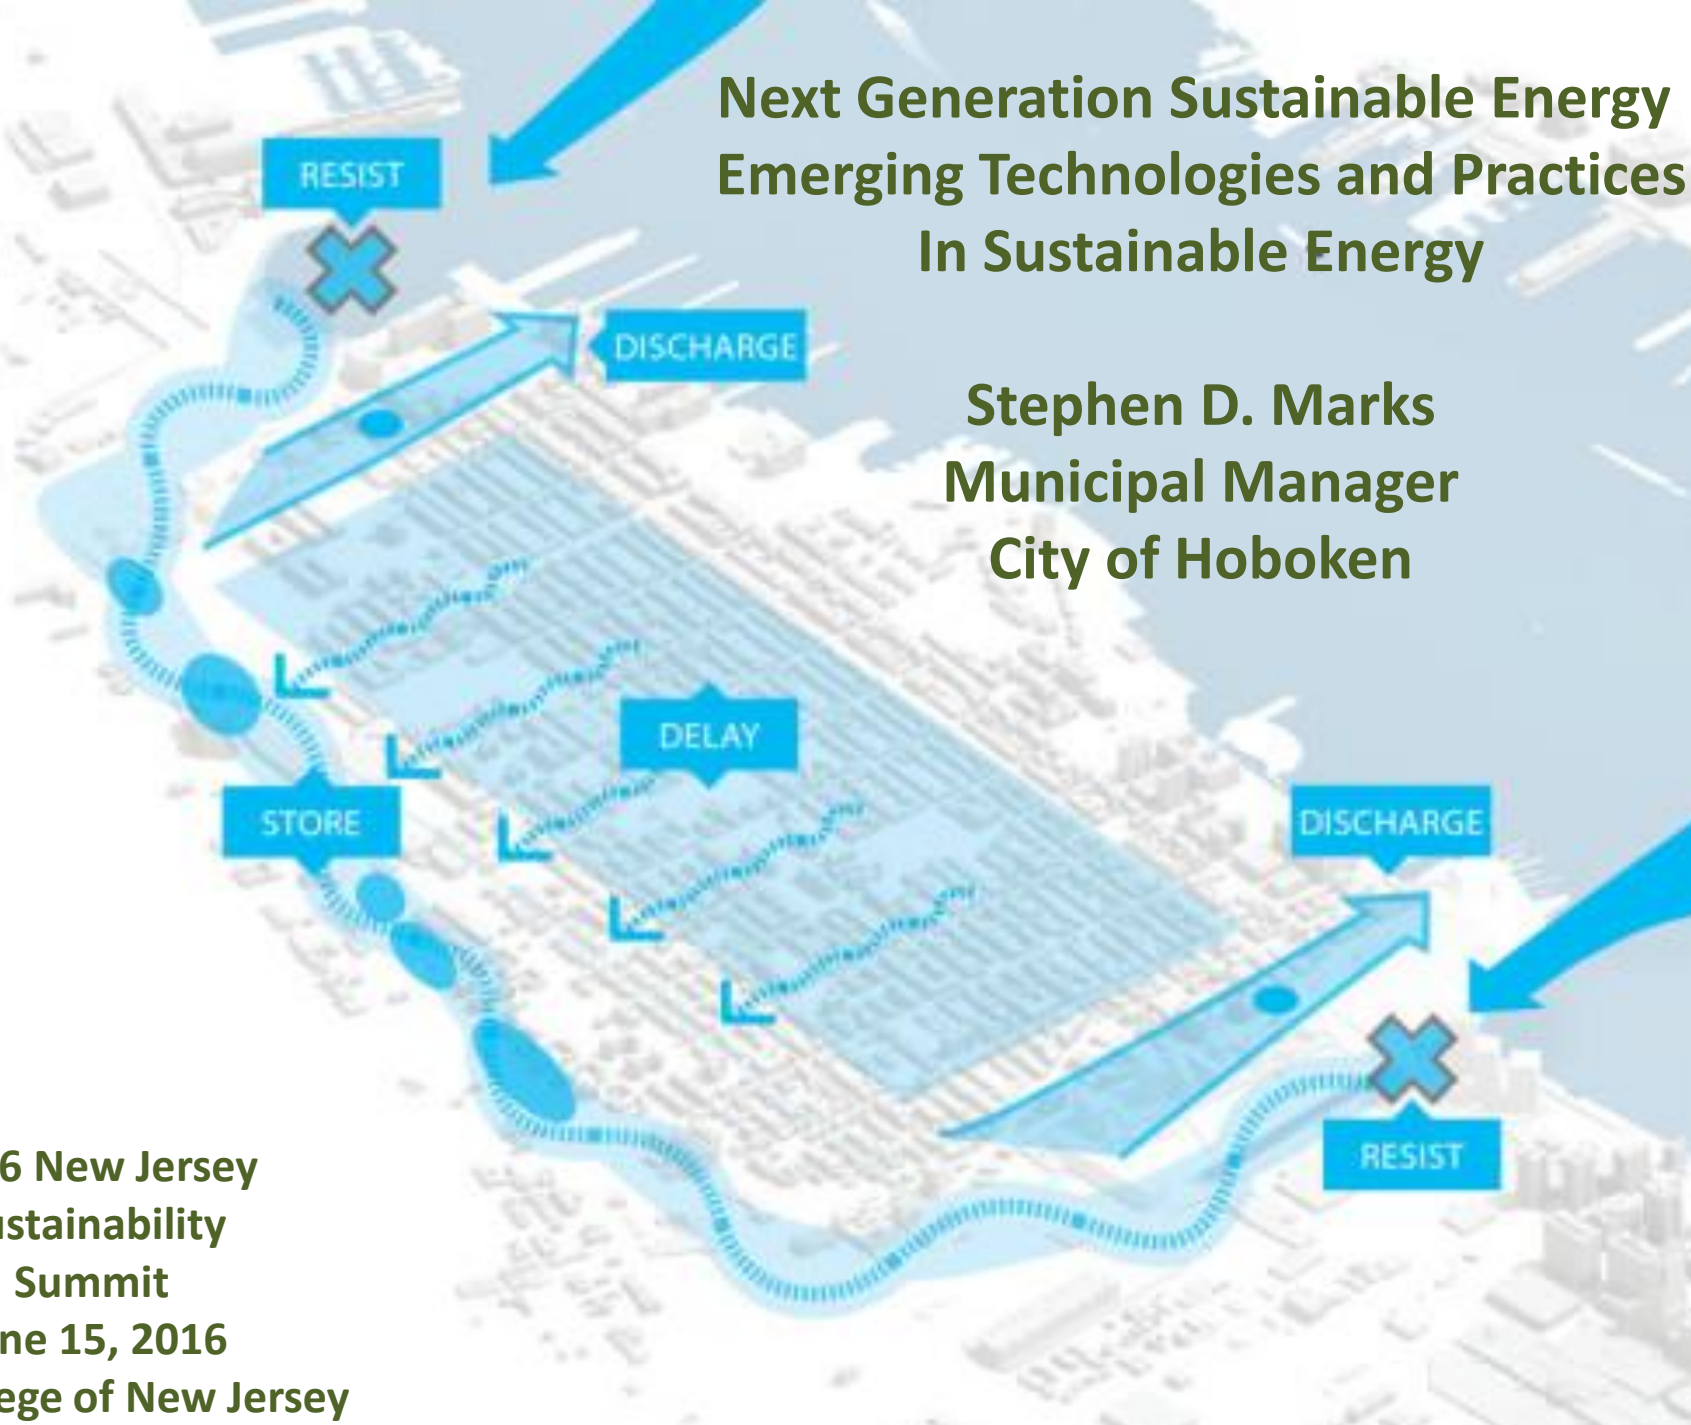 Next Generation Sustainable Energy
Emerging Technologies and Practices
In Sustainable Energy
Stephen D. Marks
Municipal Manager
City of Hoboken
RESIST
DISCHARGE
DELAY
STORE
DISCHARGE
RESIST
6 New Jersey
stainability
Summit
ne 15, 2016
ege of New Jersey